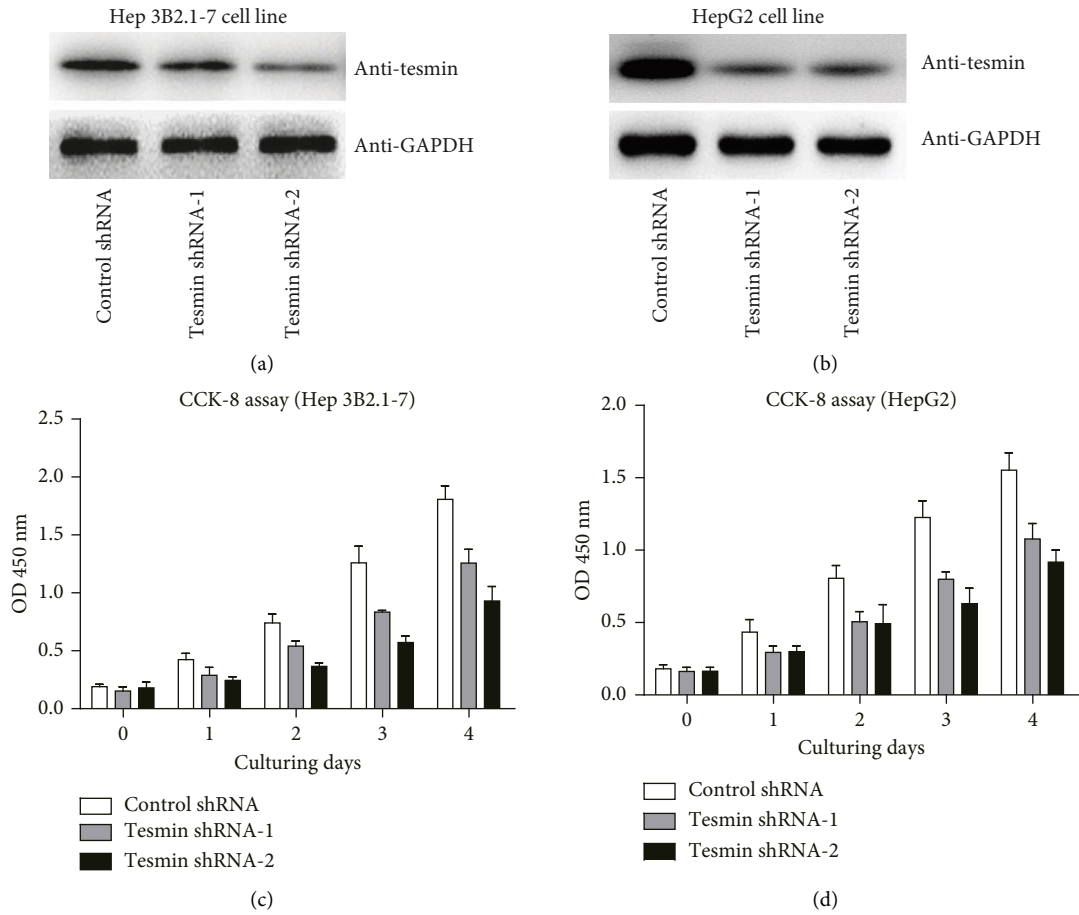 Hep 3B2.1-7 cell line
Anti-tesmin
Anti-GAPDH
Control shRNA
Tesmin shRNA-1
Tesmin shRNA-2
(a)
HepG2 cell line
Anti-tesmin
Anti-GAPDH
Control shRNA
Tesmin shRNA-1
Tesmin shRNA-2
(b)
CCK-8 assay (Hep 3B2.1-7)
2.5
2.0
1.5
1.0
0.5
0.0
OD 450 nm
0 1 2 3 4
Culturing days
Control shRNA
Tesmin shRNA-1
Tesmin shRNA-2
(c)
CCK-8 assay (HepG2)
2.0
1.5
1.0
0.5
0.0
OD 450 nm
0 1 2 3 4
Culturing days
Control shRNA
Tesmin shRNA-1
Tesmin shRNA-2
(d)